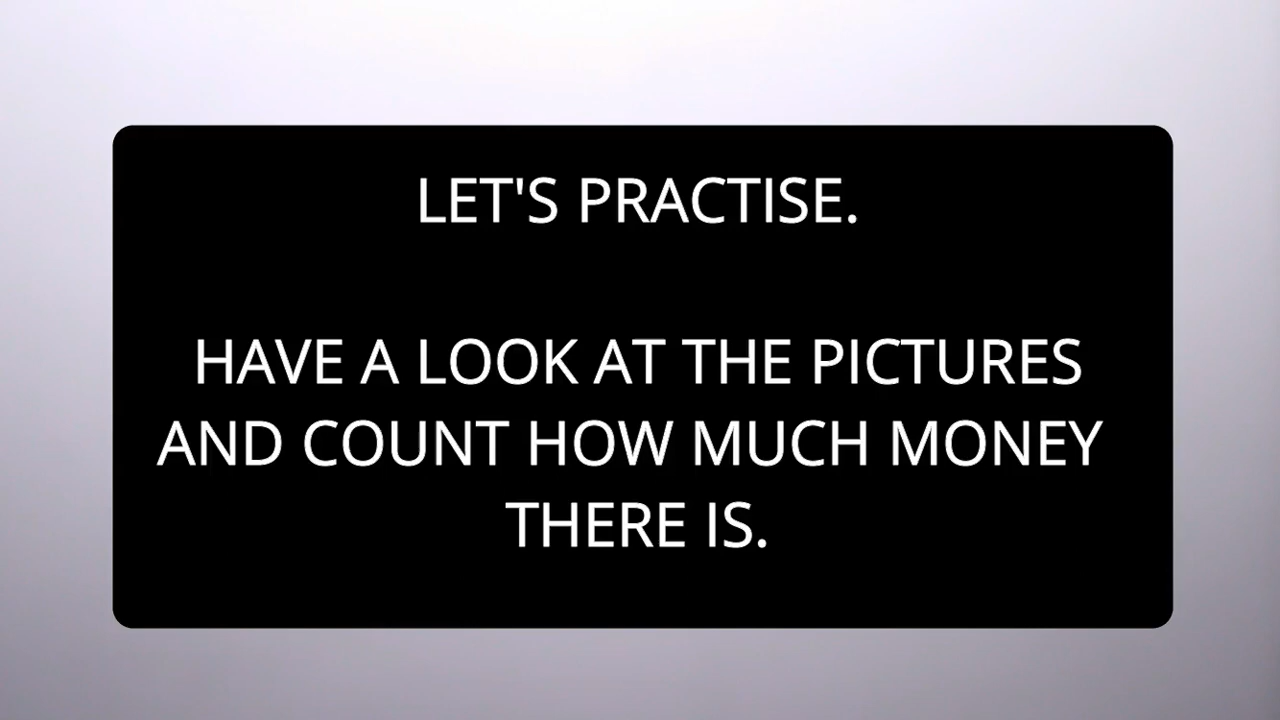 LET'S PRACTISE.
HAVE A LOOK AT THE PICTURES
AND COUNT HOW MUCH MONEY
THERE IS.